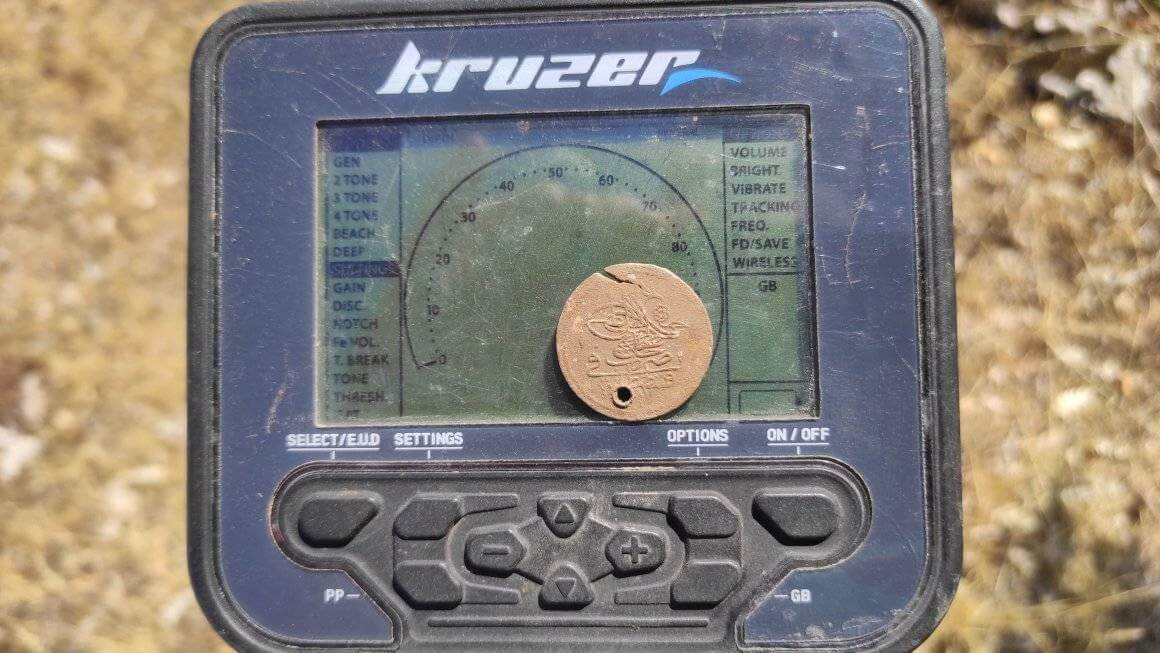 kruzer
GEN
2 TONE
3 TONE
4 TONE
BEACH
DEEP
SETTINGS
GAIN
DISC.
NOTCH
Fe VOL.
T. BREAK
TONE
THRESH.
0
10
20
30
40
50
60
70
80
VOLUME
BRIGHT.
VIBRATE
TRACKING
FREQ.
FD/SAVE
WIRELESS
GB
SELECT/E.U.D SETTINGS OPTIONS ON / OFF
− +
PP GB